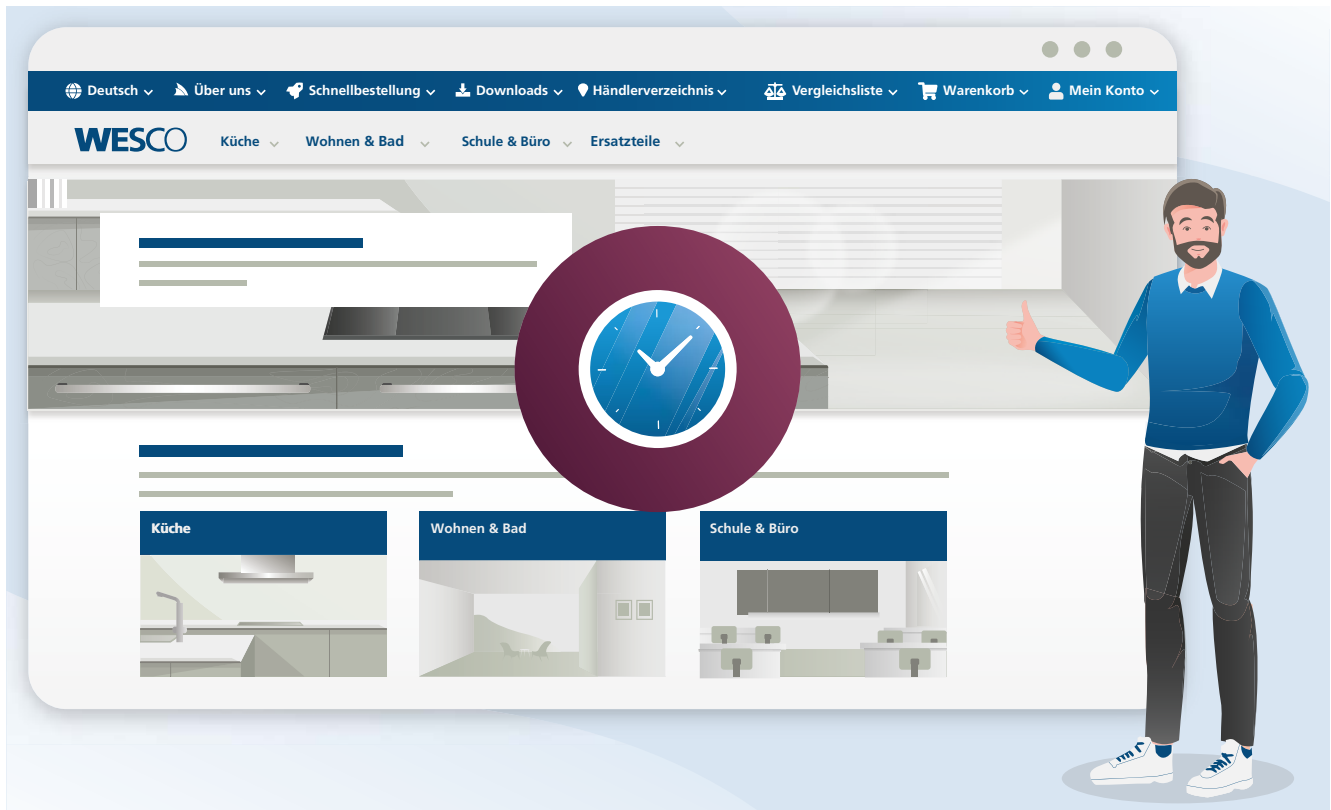 Deutsch Über uns Schnellbestellung Downloads Händlerverzeichnis Vergleichsliste Warenkorb Mein Konto
WESCO Küche Wohnen & Bad Schule & Büro Ersatzteile
Küche Wohnen & Bad Schule & Büro